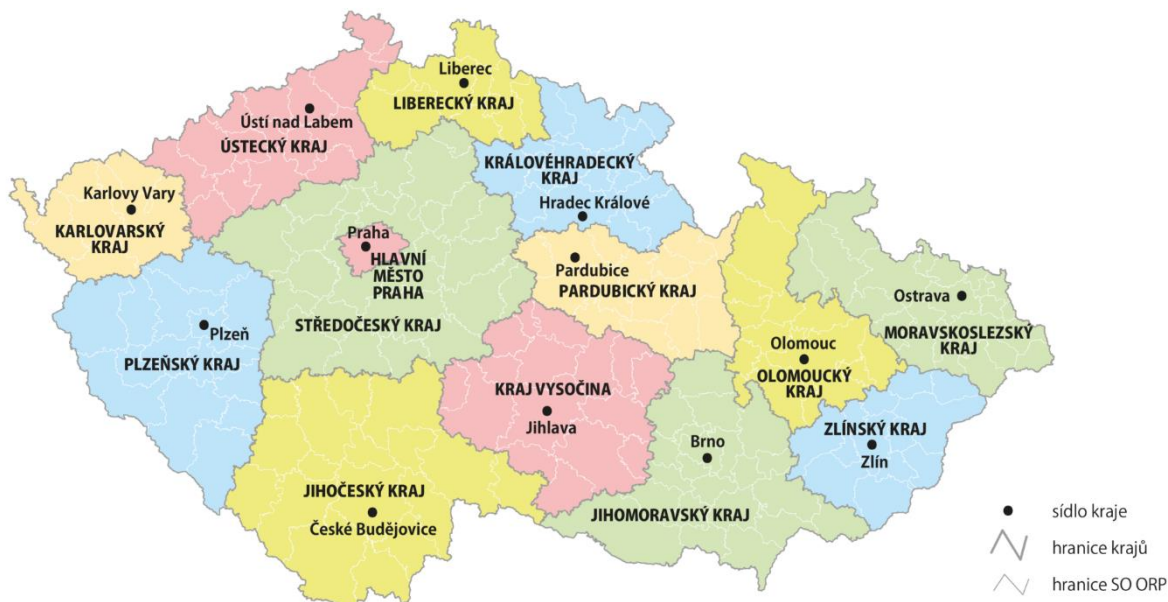 Liberec
LIBERECKÝ KRAJ
Ústí nad Labem
ÚSTECKÝ KRAJ
KRÁLOVÉHRADECKÝ
KRAJ
Hradec Králové
Karlovy Vary
KARLOVARSKÝ
KRAJ
Praha
HLAVNÍ
MĚSTO
PRAHA
Pardubice
PARDUBICKÝ KRAJ
STŘEDOČESKÝ KRAJ
Plzeň
PLZEŇSKÝ KRAJ
Ostrava
MORAVSKOSLEZSKÝ
KRAJ
Olomouc
OLOMOUCKÝ
KRAJ
KRAJ VYSOČINA
Jihlava
Brno
ZLÍNSKÝ KRAJ
Zlín
JIHOČESKÝ KRAJ
České Budějovice
JIHOMORAVSKÝ KRAJ
sídlo kraje
hranice krajů
hranice SO ORP